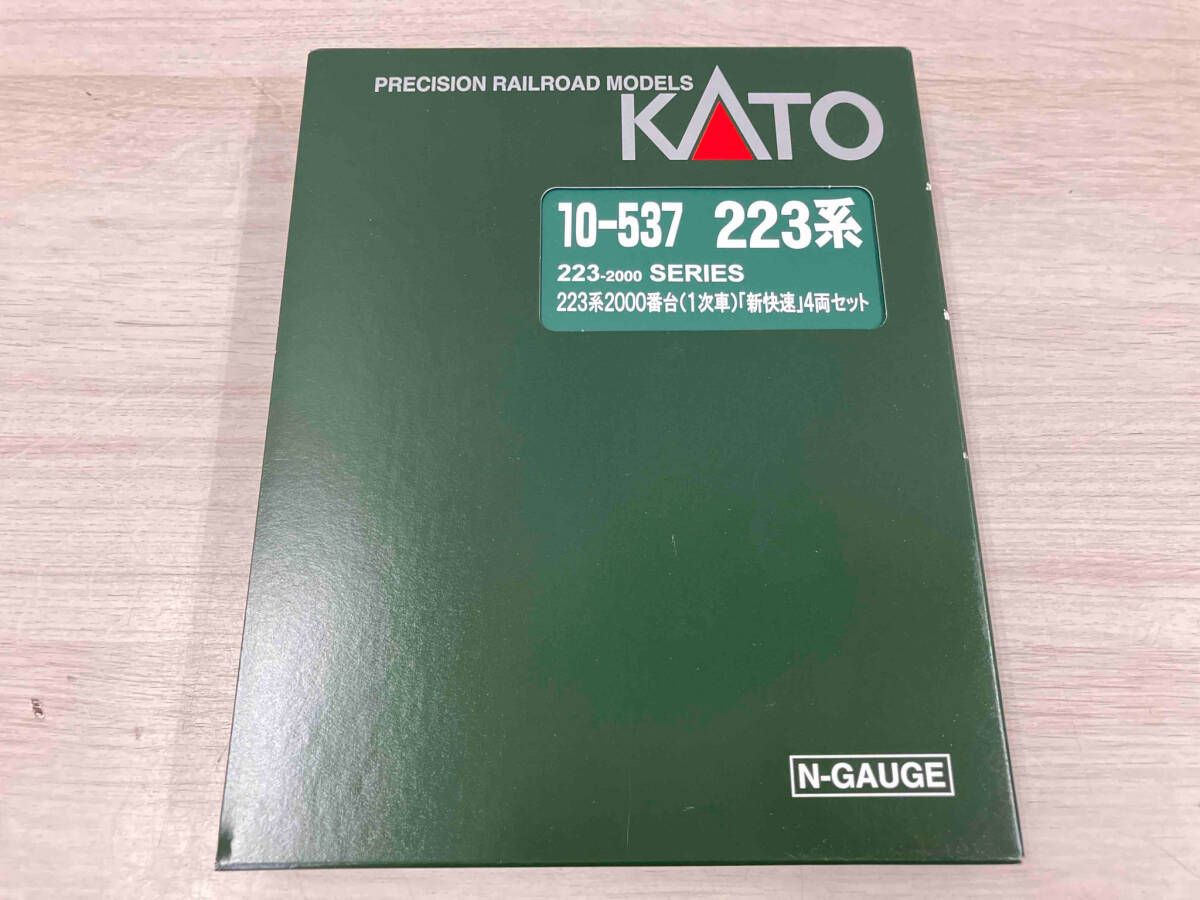 PRECISION RAILROAD MODELS
KATO
10-537 223系
223-2000 SERIES
223系2000番台(1次車)「新快速」4両セット
N-GAUGE